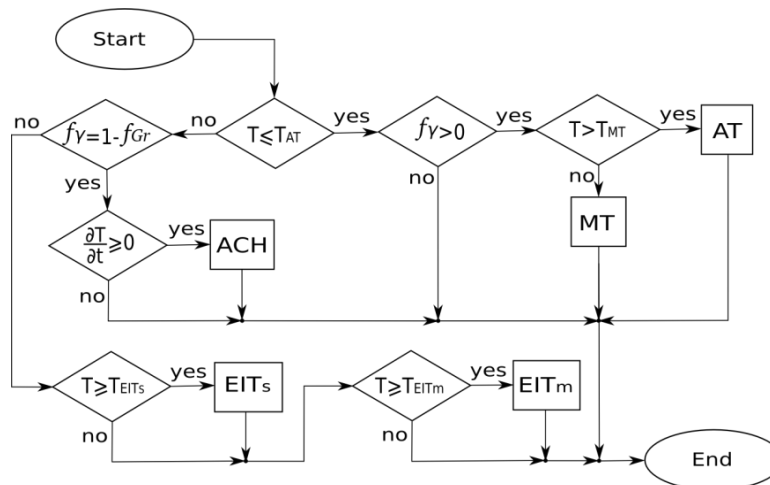 Start
no
fγ=1-fGr
no
T≤TAT
yes
fγ>0
yes
T>TMT
yes
AT
yes
no
no
MT
∂T/∂t≥0
yes
ACH
no
T≥TEITs
yes
EITs
T≥TEITm
yes
EITm
no
no
End